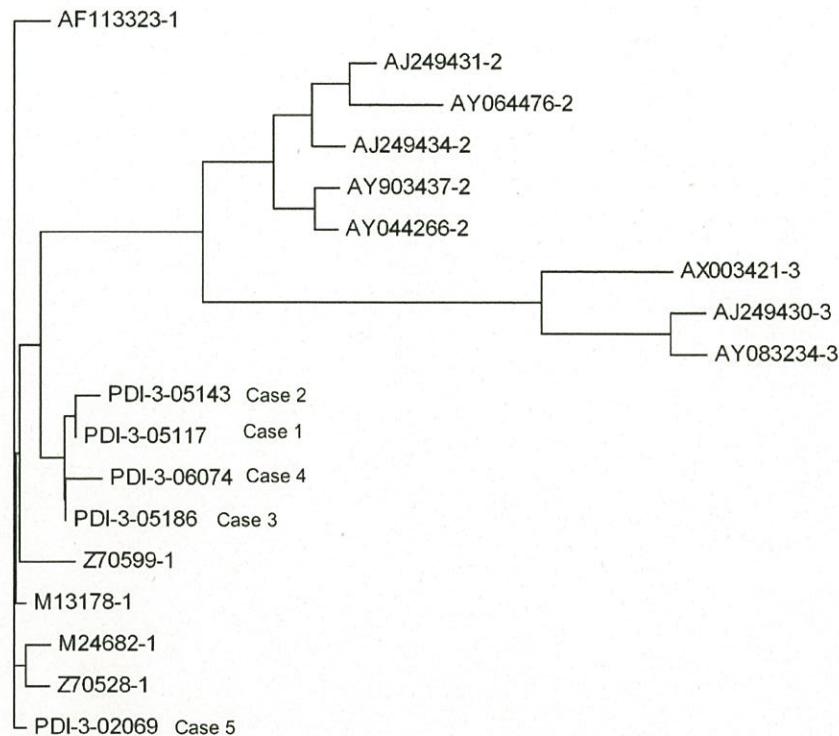 AF113323-1
AJ249431-2
AY064476-2
AJ249434-2
AY903437-2
AY044266-2
AX003421-3
AJ249430-3
AY083234-3
PDI-3-05143 Case 2
PDI-3-05117 Case 1
PDI-3-06074 Case 4
PDI-3-05186 Case 3
Z70599-1
M13178-1
M24682-1
Z70528-1
PDI-3-02069 Case 5